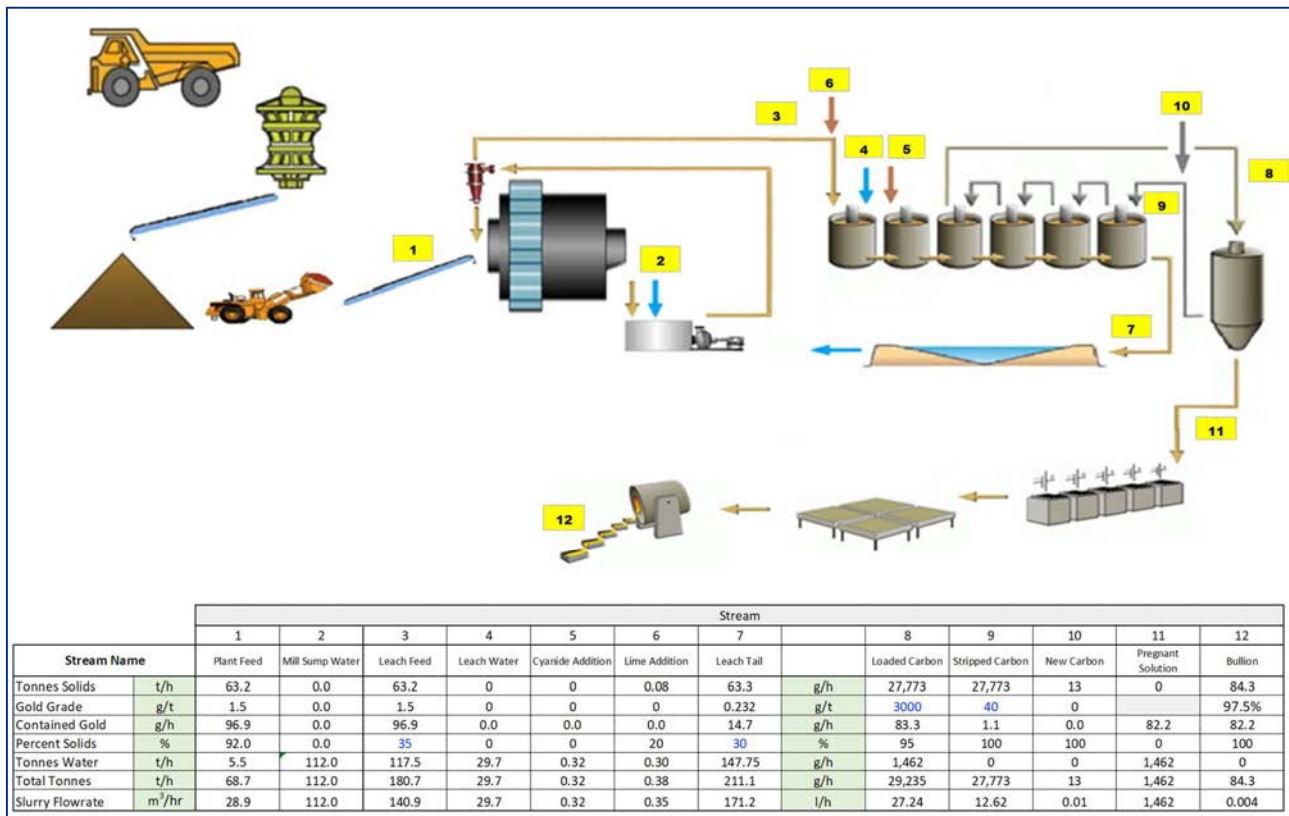 6
10
3
4
5
8
9
1
2
7
11
12
Stream
1 2 3 4 5 6 7 8 9 10 11 12
Stream Name Plant Feed Mill Sump Water Leach Feed Leach Water Cyanide Addition Lime Addition Leach Tail Loaded Carbon Stripped Carbon New Carbon Pregnant Solution Bullion
Tonnes Solids t/h 63.2 0.0 63.2 0 0 0.08 63.3 g/h 27,773 27,773 13 0 84.3
Gold Grade g/t 1.5 0.0 1.5 0 0 0 0.232 g/t 3000 40 0 97.5%
Contained Gold g/h 96.9 0.0 96.9 0.0 0.0 0.0 14.7 g/h 83.3 1.1 0.0 82.2 82.2
Percent Solids % 92.0 0.0 35 0 0 20 30 % 95 100 100 0 100
Tonnes Water t/h 5.5 112.0 117.5 29.7 0.32 0.30 147.75 g/h 1,462 0 0 1,462 0
Total Tonnes t/h 68.7 112.0 180.7 29.7 0.32 0.38 211.1 g/h 29,235 27,773 13 1,462 84.3
Slurry Flowrate m³/hr 28.9 112.0 140.9 29.7 0.32 0.35 171.2 l/h 27.24 12.62 0.01 1,462 0.004